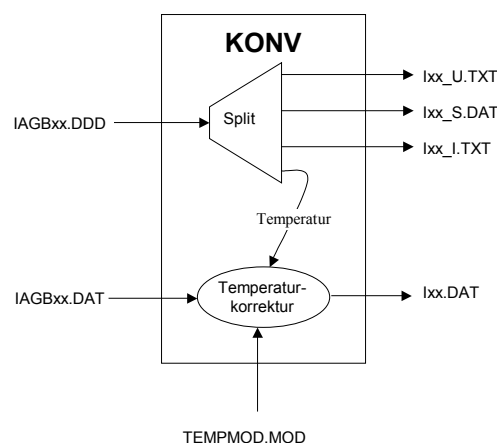 KONV
Ixx_U.TXT
Ixx_S.DAT
IAGBxx.DDD
Split
Ixx_I.TXT
Temperatur
IAGBxx.DAT
Temperatur-
korrektur
Ixx.DAT
TEMPMOD.MOD